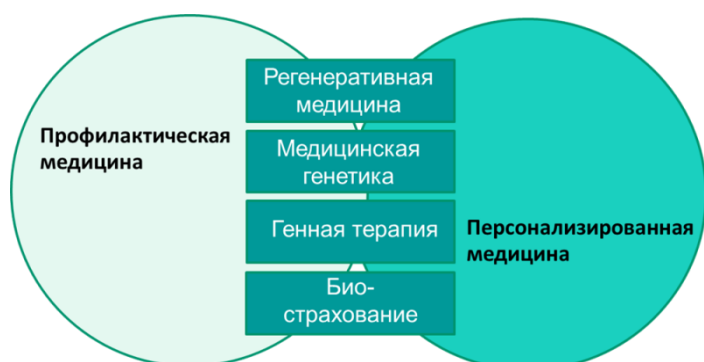 Профилактическая
медицина
Регенеративная
медицина
Медицинская
генетика
Генная терапия
Био-
страхование
Персонализированная
медицина